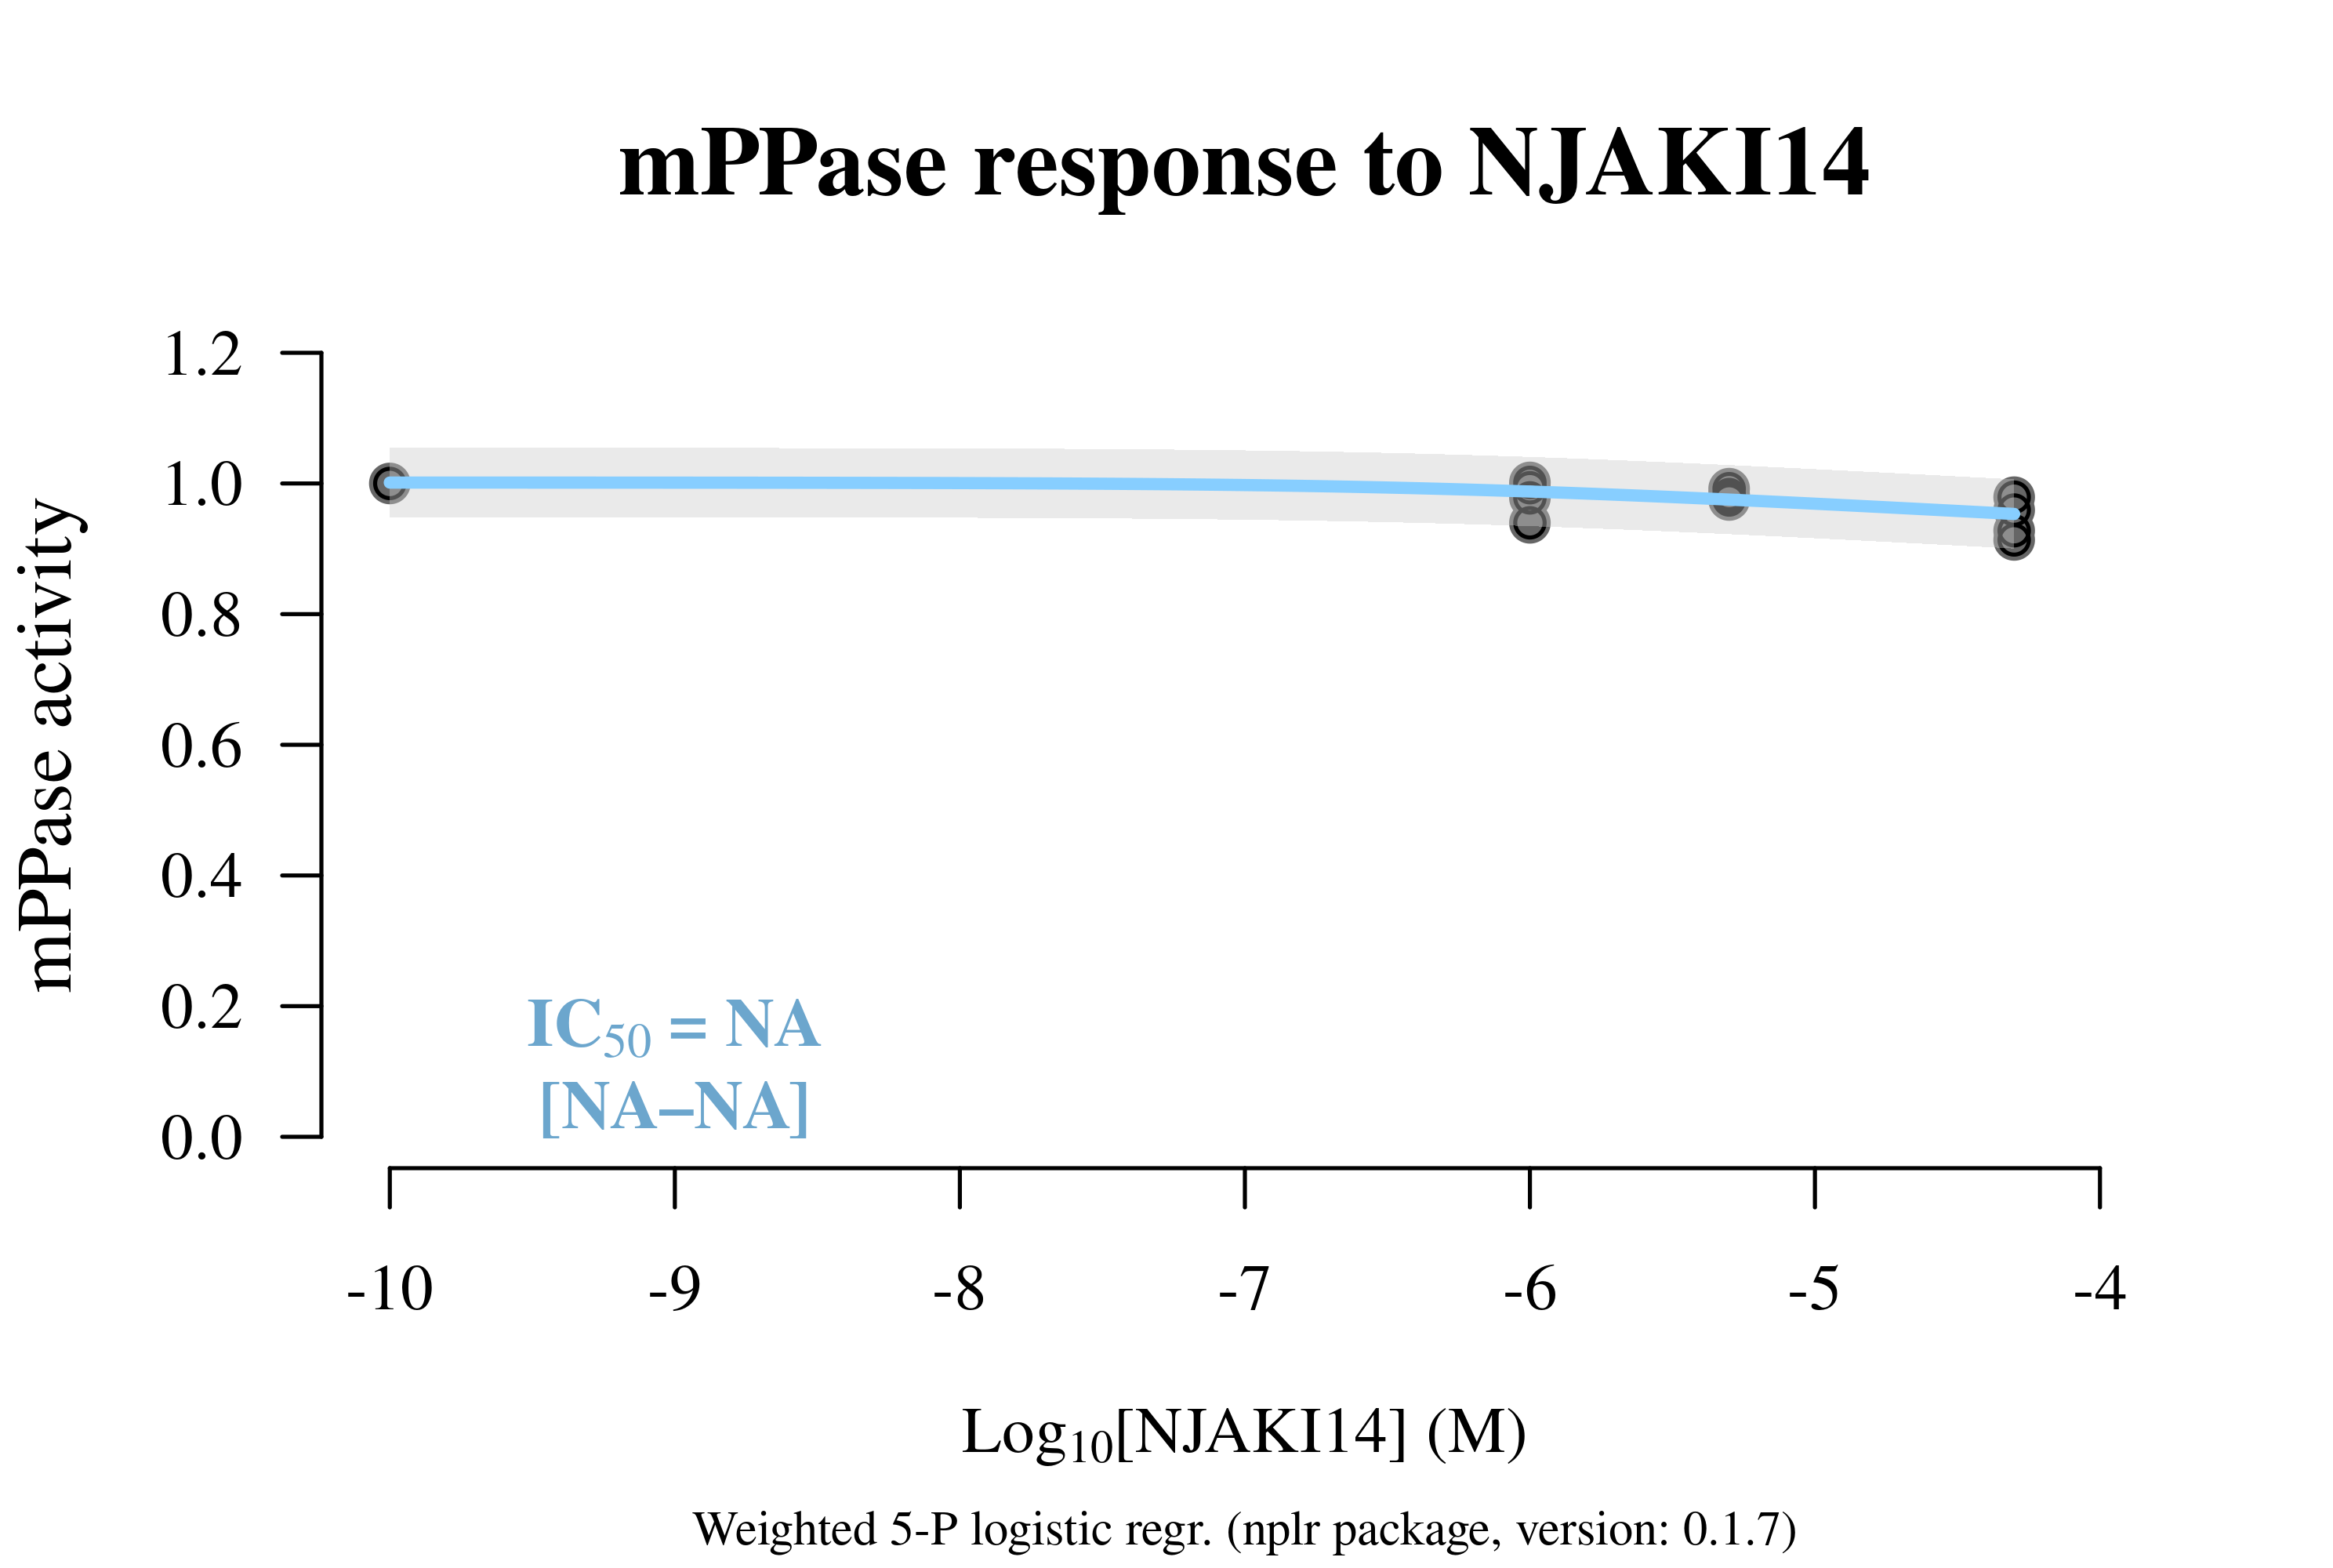 mPPase response to NJAKI14
mPPase activity
1.2
1.0
0.8
0.6
0.4
0.2
0.0
IC50 = NA
[NA–NA]
-10 -9 -8 -7 -6 -5 -4
Log10[NJAKI14] (M)
Weighted 5-P logistic regr. (nplr package, version: 0.1.7)